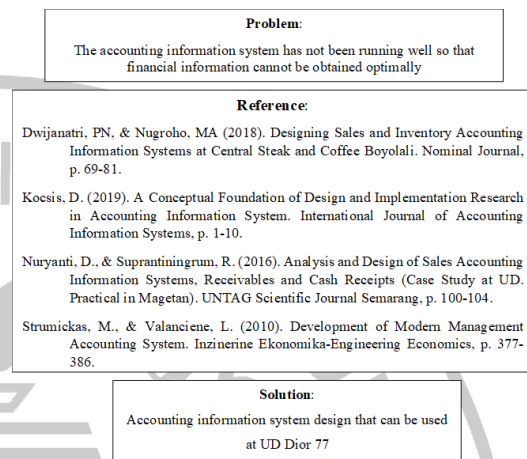 Problem:
The accounting information system has not been running well so that
financial information cannot be obtained optimally
Reference:
Dwijanatri, PN, & Nugroho, MA (2018). Designing Sales and Inventory Accounting
Information Systems at Central Steak and Coffee Boyolali. Nominal Journal,
p. 69-81.
Kocsis, D. (2019). A Conceptual Foundation of Design and Implementation Research
in Accounting Information System. International Journal of Accounting
Information Systems, p. 1-10.
Nuryanti, D., & Suprantiningrum, R. (2016). Analysis and Design of Sales Accounting
Information Systems, Receivables and Cash Receipts (Case Study at UD.
Practical in Magetan). UNTAG Scientific Journal Semarang, p. 100-104.
Strumickas, M., & Valanciene, L. (2010). Development of Modern Management
Accounting System. Inzinerine Ekonomika-Engineering Economics, p. 377-
386.
Solution:
Accounting information system design that can be used
at UD Dior 77